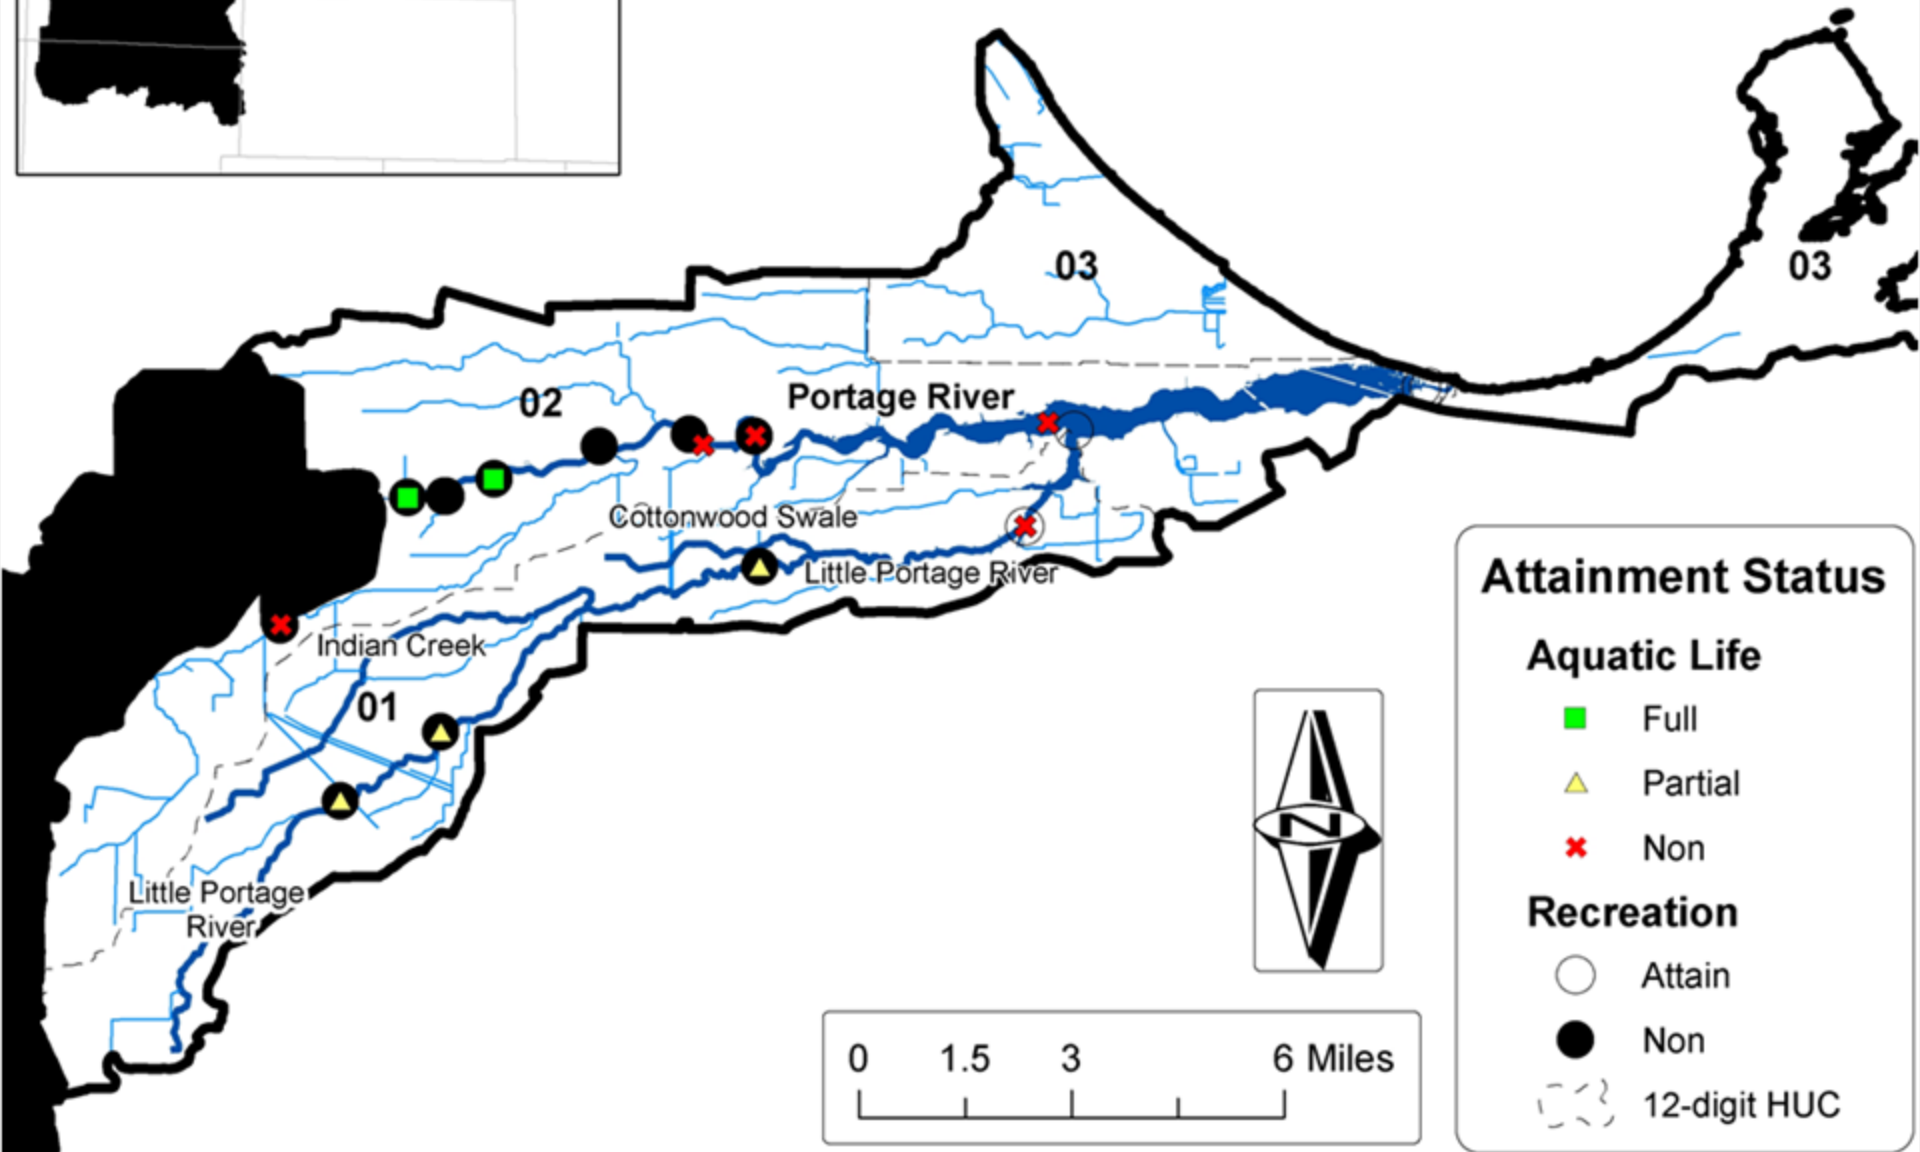 03
03
Portage River
02
Cottonwood Swale
Little Portage River
Indian Creek
01
Little Portage
River
N
0 1.5 3 6 Miles
Attainment Status
Aquatic Life
Full
Partial
Non
Recreation
Attain
Non
12-digit HUC